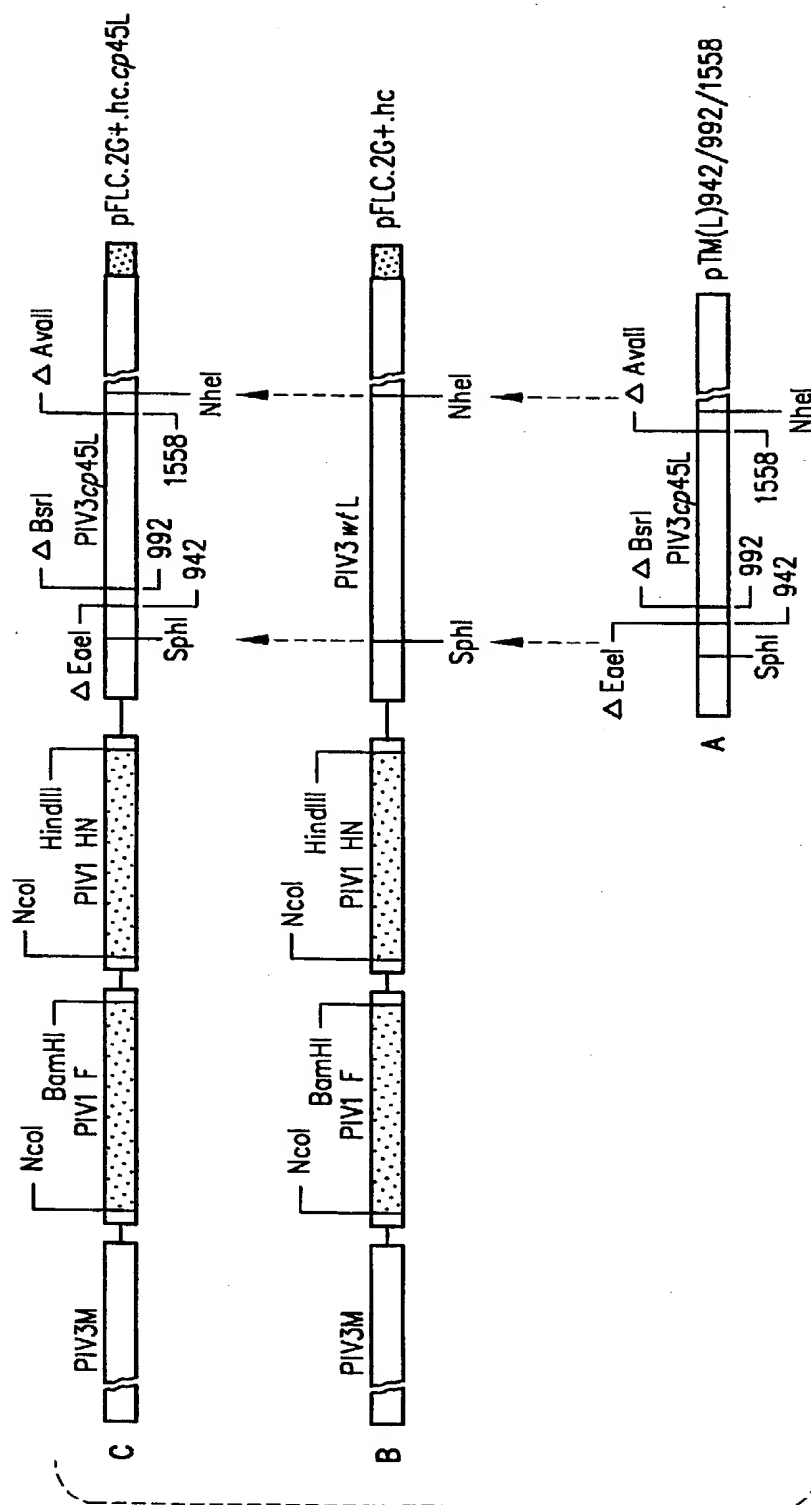 Δ BsrI
Δ AvaII
NcoI
NcoI
Δ EaeI
PIV3M
BamHI
PIV1 F
HindIII
PIV1 HN
PIV3cp45L
C
pFLC.2G+.hc.cp45L
992
1558
942
SphI
NheI
NcoI
NcoI
PIV3M
BamHI
PIV1 F
HindIII
PIV1 HN
PIV3wt L
B
pFLC.2G+.hc
SphI
NheI
Δ EaeI
Δ BsrI
Δ AvaII
PIV3cp45L
A
pTM(L)942/992/1558
SphI
992
942
1558
NheI